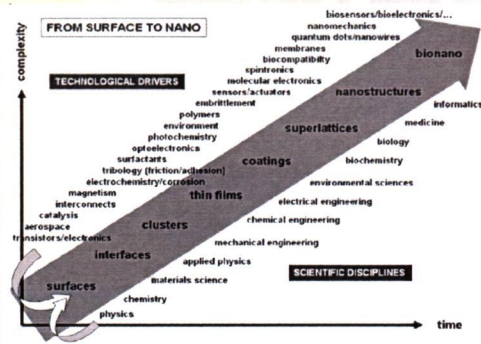 biosensors/bioelectronics/...
FROM SURFACE TO NANO
nanomechanics
quantum dots/nanowires
membranes
bionano
biocompatibilty
complexity
TECHNOLOGICAL DRIVERS
spintronics
molecular electronics
sensors/actuators
nanostructures
embrittlement
informatics
polymers
environment
medicine
photochemistry
superlattices
optoelectronics
biology
surfactants
coatings
biochemistry
tribology (friction/adhesion)
electrochemistry/corrosion
environmental sciences
magnetism
thin films
interconnects
electrical engineering
catalysis
aerospace
clusters
chemical engineering
transistors/electronics
mechanical engineering
interfaces
applied physics
SCIENTIFIC DISCIPLINES
materials science
surfaces
chemistry
physics
time